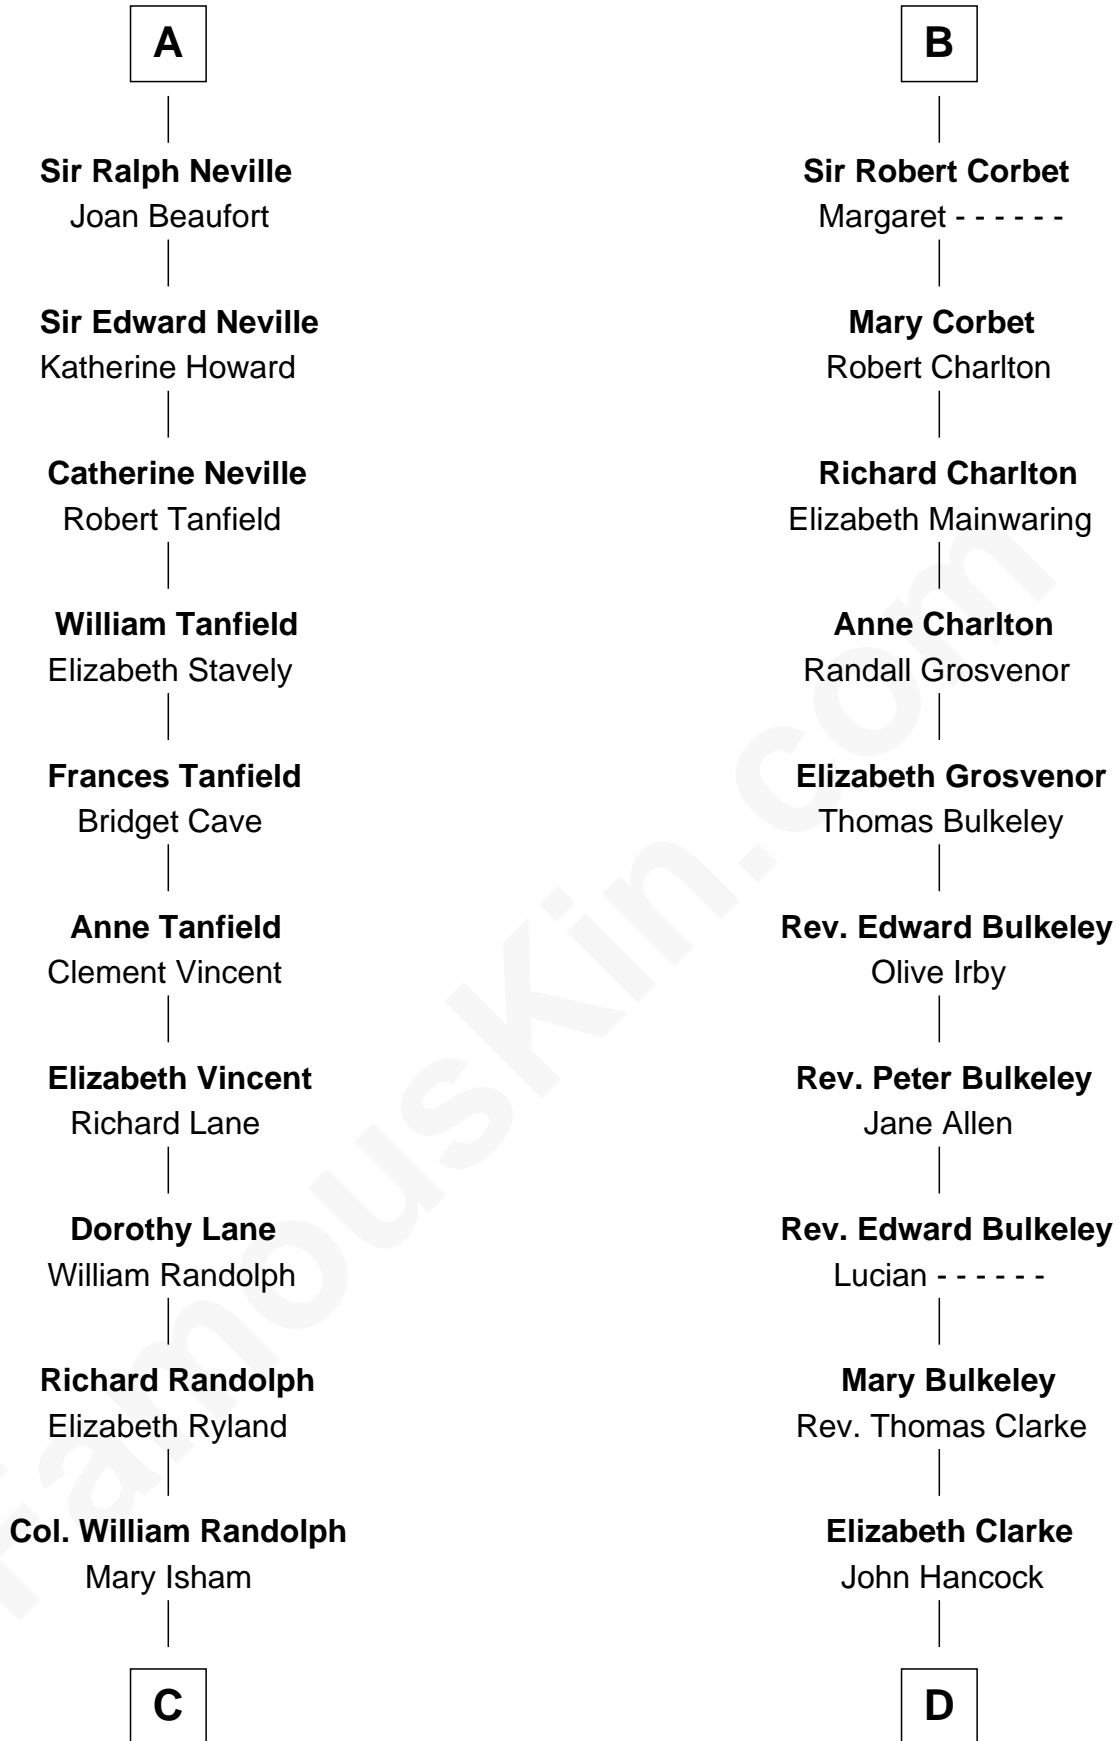 A
Sir Ralph Neville
Joan Beaufort
Sir Edward Neville
Katherine Howard
Catherine Neville
Robert Tanfield
William Tanfield
Elizabeth Stavely
Frances Tanfield
Bridget Cave
Anne Tanfield
Clement Vincent
Elizabeth Vincent
Richard Lane
Dorothy Lane
William Randolph
Richard Randolph
Elizabeth Ryland
Col. William Randolph
Mary Isham
C
B
Sir Robert Corbet
Margaret - - - - - -
Mary Corbet
Robert Charlton
Richard Charlton
Elizabeth Mainwaring
Anne Charlton
Randall Grosvenor
Elizabeth Grosvenor
Thomas Bulkeley
Rev. Edward Bulkeley
Olive Irby
Rev. Peter Bulkeley
Jane Allen
Rev. Edward Bulkeley
Lucian - - - - - -
Mary Bulkeley
Rev. Thomas Clarke
Elizabeth Clarke
John Hancock
D
FamousKin.com